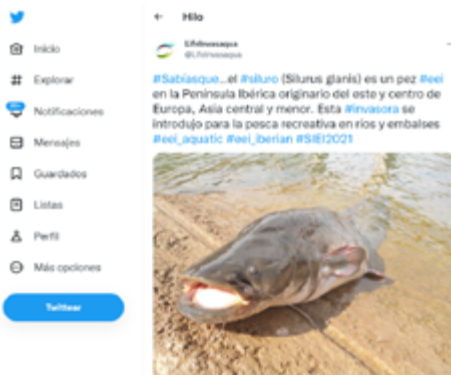 Hilo
Inicio
Explorar
Notificaciones
Mensajes
Guardados
Listas
Perfil
Más opciones
Twittear
LifeInvasaqua
@LifeInvasaqua
#Sabíasque...el #siluro (Silurus glanis) es un pez #eei
en la Península Ibérica originario del este y centro de
Europa, Asia central y menor. Esta #invasora se
introdujo para la pesca recreativa en ríos y embalses
#eei_aquatic #eei_iberian #SIEI2021